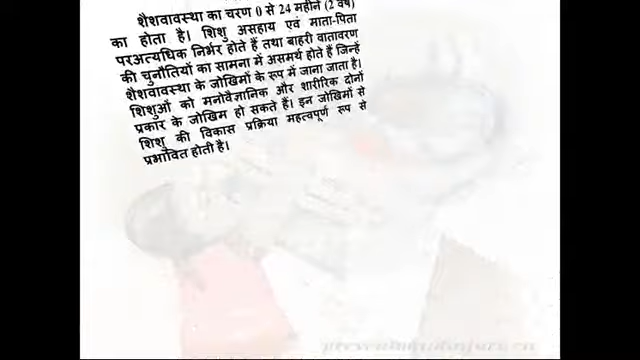 शैशवावस्था का चरण 0 से 24 महीने (2 वर्ष)
का होता है। शिशु असहाय एवं माता-पिता
परअत्यधिक निर्भर होते हैं तथा बाहरी वातावरण
की चुनौतियों का सामना में असमर्थ होते हैं जिन्हें
शैशवावस्था के जोखिमों के रूप में जाना जाता है।
शिशुओं को मनोवैज्ञानिक और शारीरिक दोनों
प्रकार के जोखिम हो सकते हैं। इन जोखिमों से
शिशु की विकास प्रक्रिया महत्वपूर्ण रूप से
प्रभावित होती है।